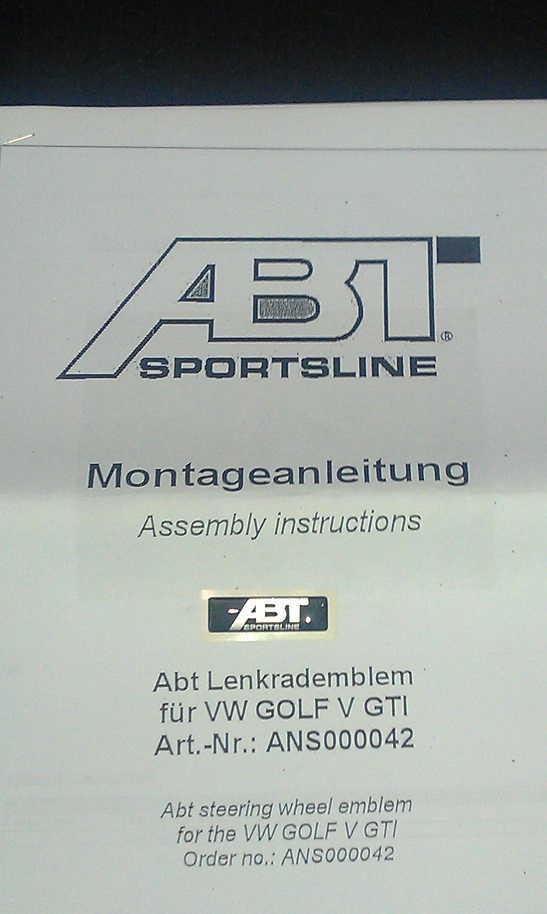 ABT
®
SPORTSLINE
Montageanleitung
Assembly instructions
ABT
SPORTSLINE
Abt Lenkrademblem
für VW GOLF V GTI
Art.-Nr.: ANS000042
Abt steering wheel emblem
for the VW GOLF V GTI
Order no.: ANS000042